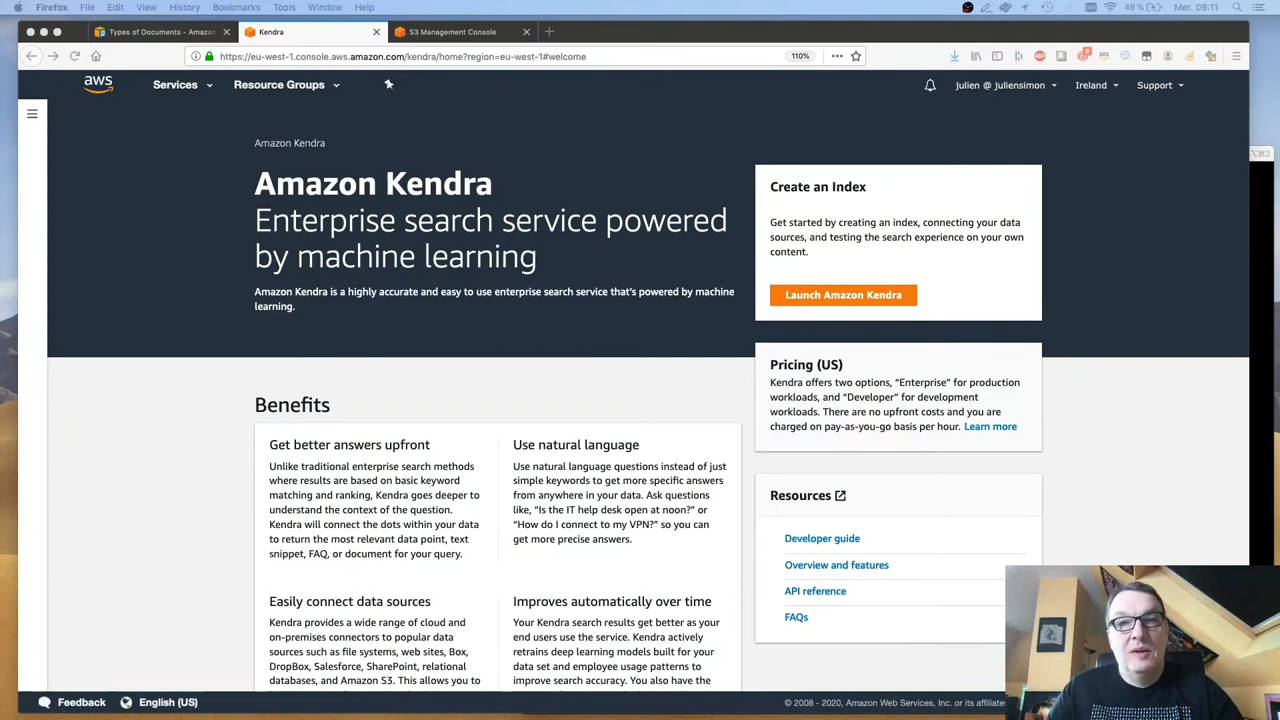 Firefox File Edit View History Bookmarks Tools Window Help 49 % Mer. 09:11
Types of Documents - Amazon Kendra S3 Management Console
https://eu-west-1.console.aws.amazon.com/kendra/home?region=eu-west-1#welcome 110%
aws Services Resource Groups julien @ juliensimon Ireland Support
⌥⌘2
Amazon Kendra
Amazon Kendra
Enterprise search service powered
by machine learning
Amazon Kendra is a highly accurate and easy to use enterprise search service that's powered by machine
learning.
Create an Index
Get started by creating an index, connecting your data
sources, and testing the search experience on your own
content.
Launch Amazon Kendra
Pricing (US)
Kendra offers two options, “Enterprise” for production
workloads, and “Developer” for development
workloads. There are no upfront costs and you are
charged on pay-as-you-go basis per hour. Learn more
Benefits
Get better answers upfront
Unlike traditional enterprise search methods
where results are based on basic keyword
matching and ranking, Kendra goes deeper to
understand the context of the question.
Kendra will connect the dots within your data
to return the most relevant data point, text
snippet, FAQ, or document for your query.
Use natural language
Use natural language questions instead of just
simple keywords to get more specific answers
from anywhere in your data. Ask questions
like, “Is the IT help desk open at noon?” or
“How do I connect to my VPN?” so you can
get more precise answers.
Easily connect data sources
Kendra provides a wide range of cloud and
on-premises connectors to popular data
sources such as file systems, web sites, Box,
DropBox, Salesforce, SharePoint, relational
databases, and Amazon S3. This allows you to
Improves automatically over time
Your Kendra search results get better as your
end users use the service. Kendra actively
retrains deep learning models built for your
data set and employee usage patterns to
improve search accuracy. You also have the
Resources
Developer guide
Overview and features
API reference
FAQs
Feedback English (US) © 2008 - 2020, Amazon Web Services, Inc. or its affiliate